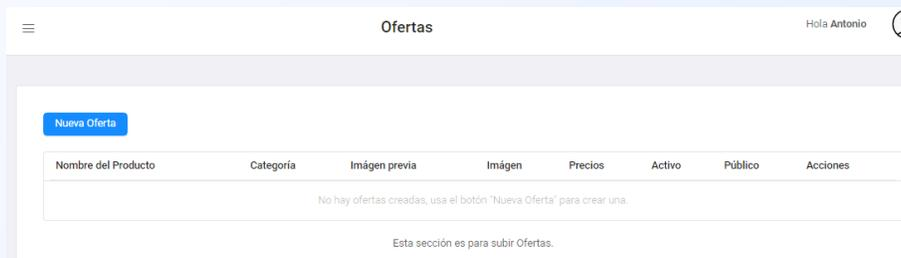 Ofertas
Hola Antonio
Nueva Oferta
Nombre del Producto Categoría Imágen previa Imágen Precios Activo Público Acciones
No hay ofertas creadas, usa el botón "Nueva Oferta" para crear una.
Esta sección es para subir Ofertas.